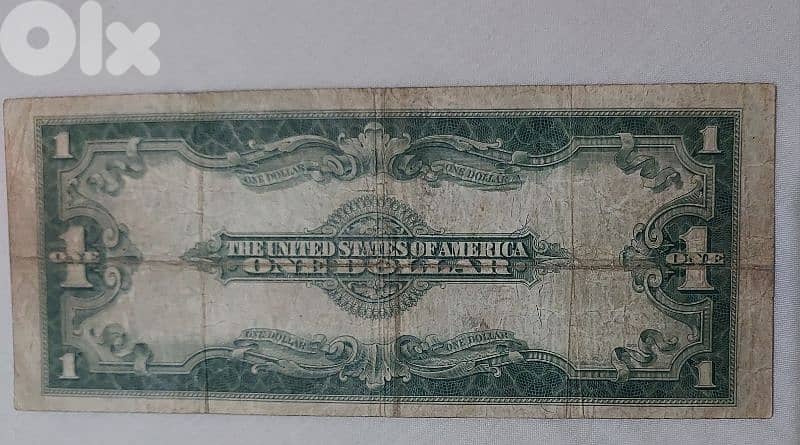 OLX
1
1
ONE DOLLAR
ONE DOLLAR
1
ONE
THE UNITED STATES OF AMERICA
ONE DOLLAR
1
ONE
ONE DOLLAR
ONE DOLLAR
1
1